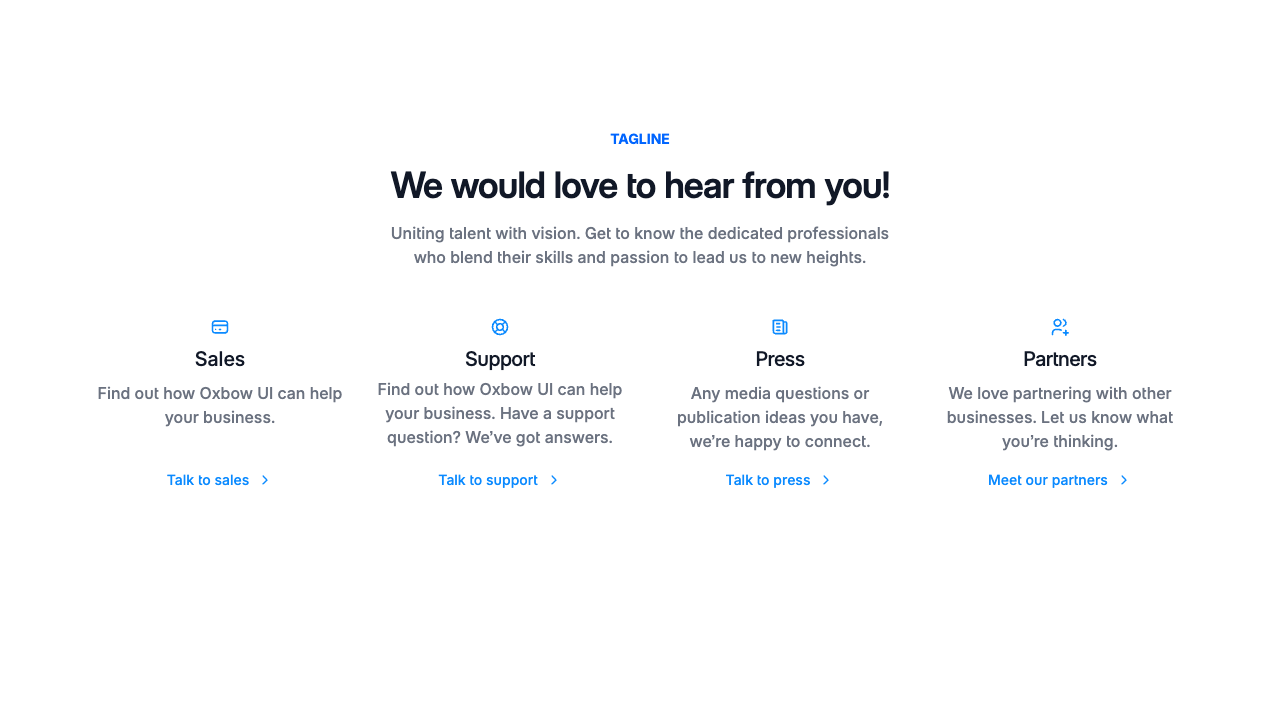 TAGLINE
We would love to hear from you!
Uniting talent with vision. Get to know the dedicated professionals
who blend their skills and passion to lead us to new heights.
Sales
Find out how Oxbow UI can help
your business.
Talk to sales
Support
Find out how Oxbow UI can help
your business. Have a support
question? We’ve got answers.
Talk to support
Press
Any media questions or
publication ideas you have,
we’re happy to connect.
Talk to press
Partners
We love partnering with other
businesses. Let us know what
you’re thinking.
Meet our partners